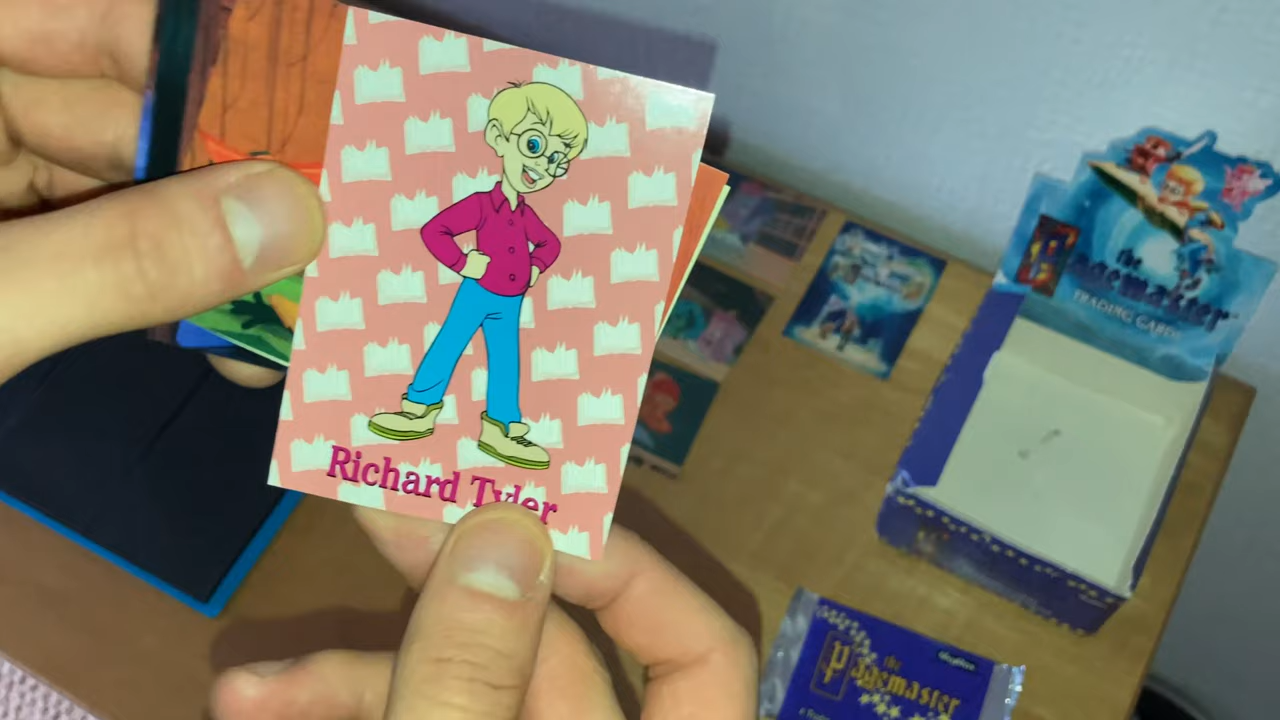 Richard Tyler
the
Pagemaster
TRADING CARDS
the
Pagemaster